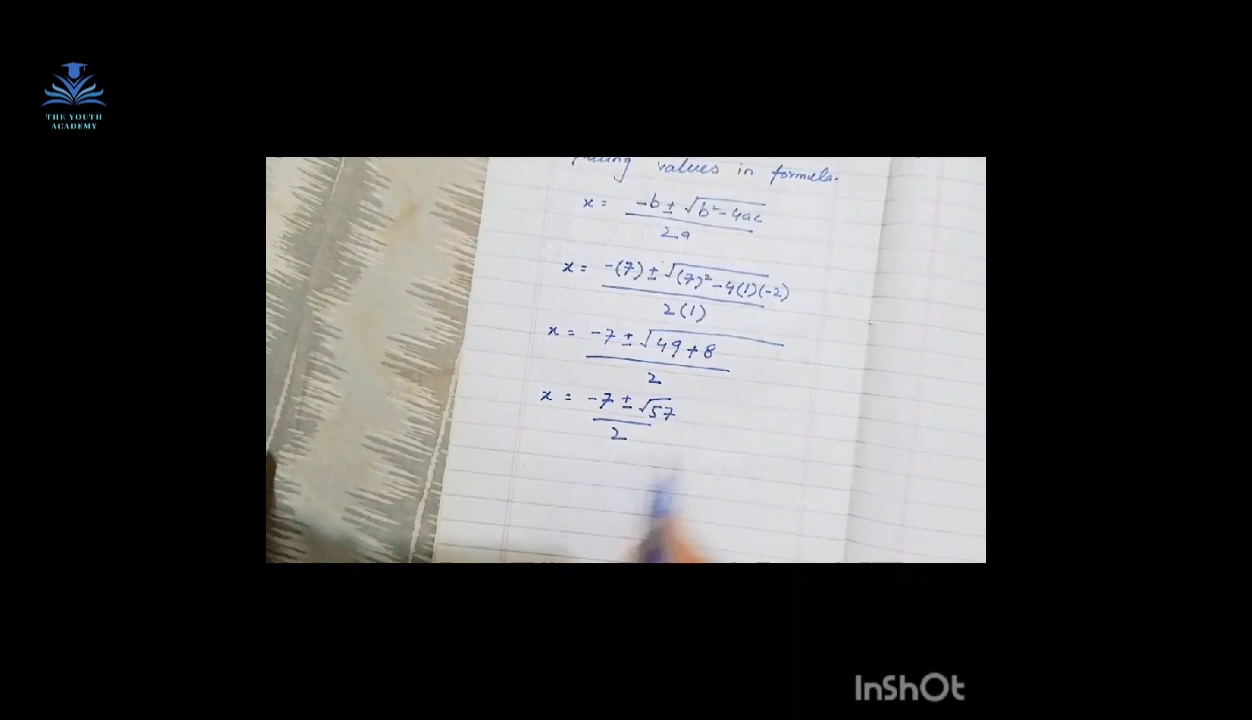 THE YOUTH
ACADEMY
values in formula.
x = -b ± √b² - 4ac / 2a
x = -(7) ± √(7)² - 4(1)(-2) / 2(1)
x = -7 ± √49 + 8 / 2
x = -7 ± √57 / 2
InShOt